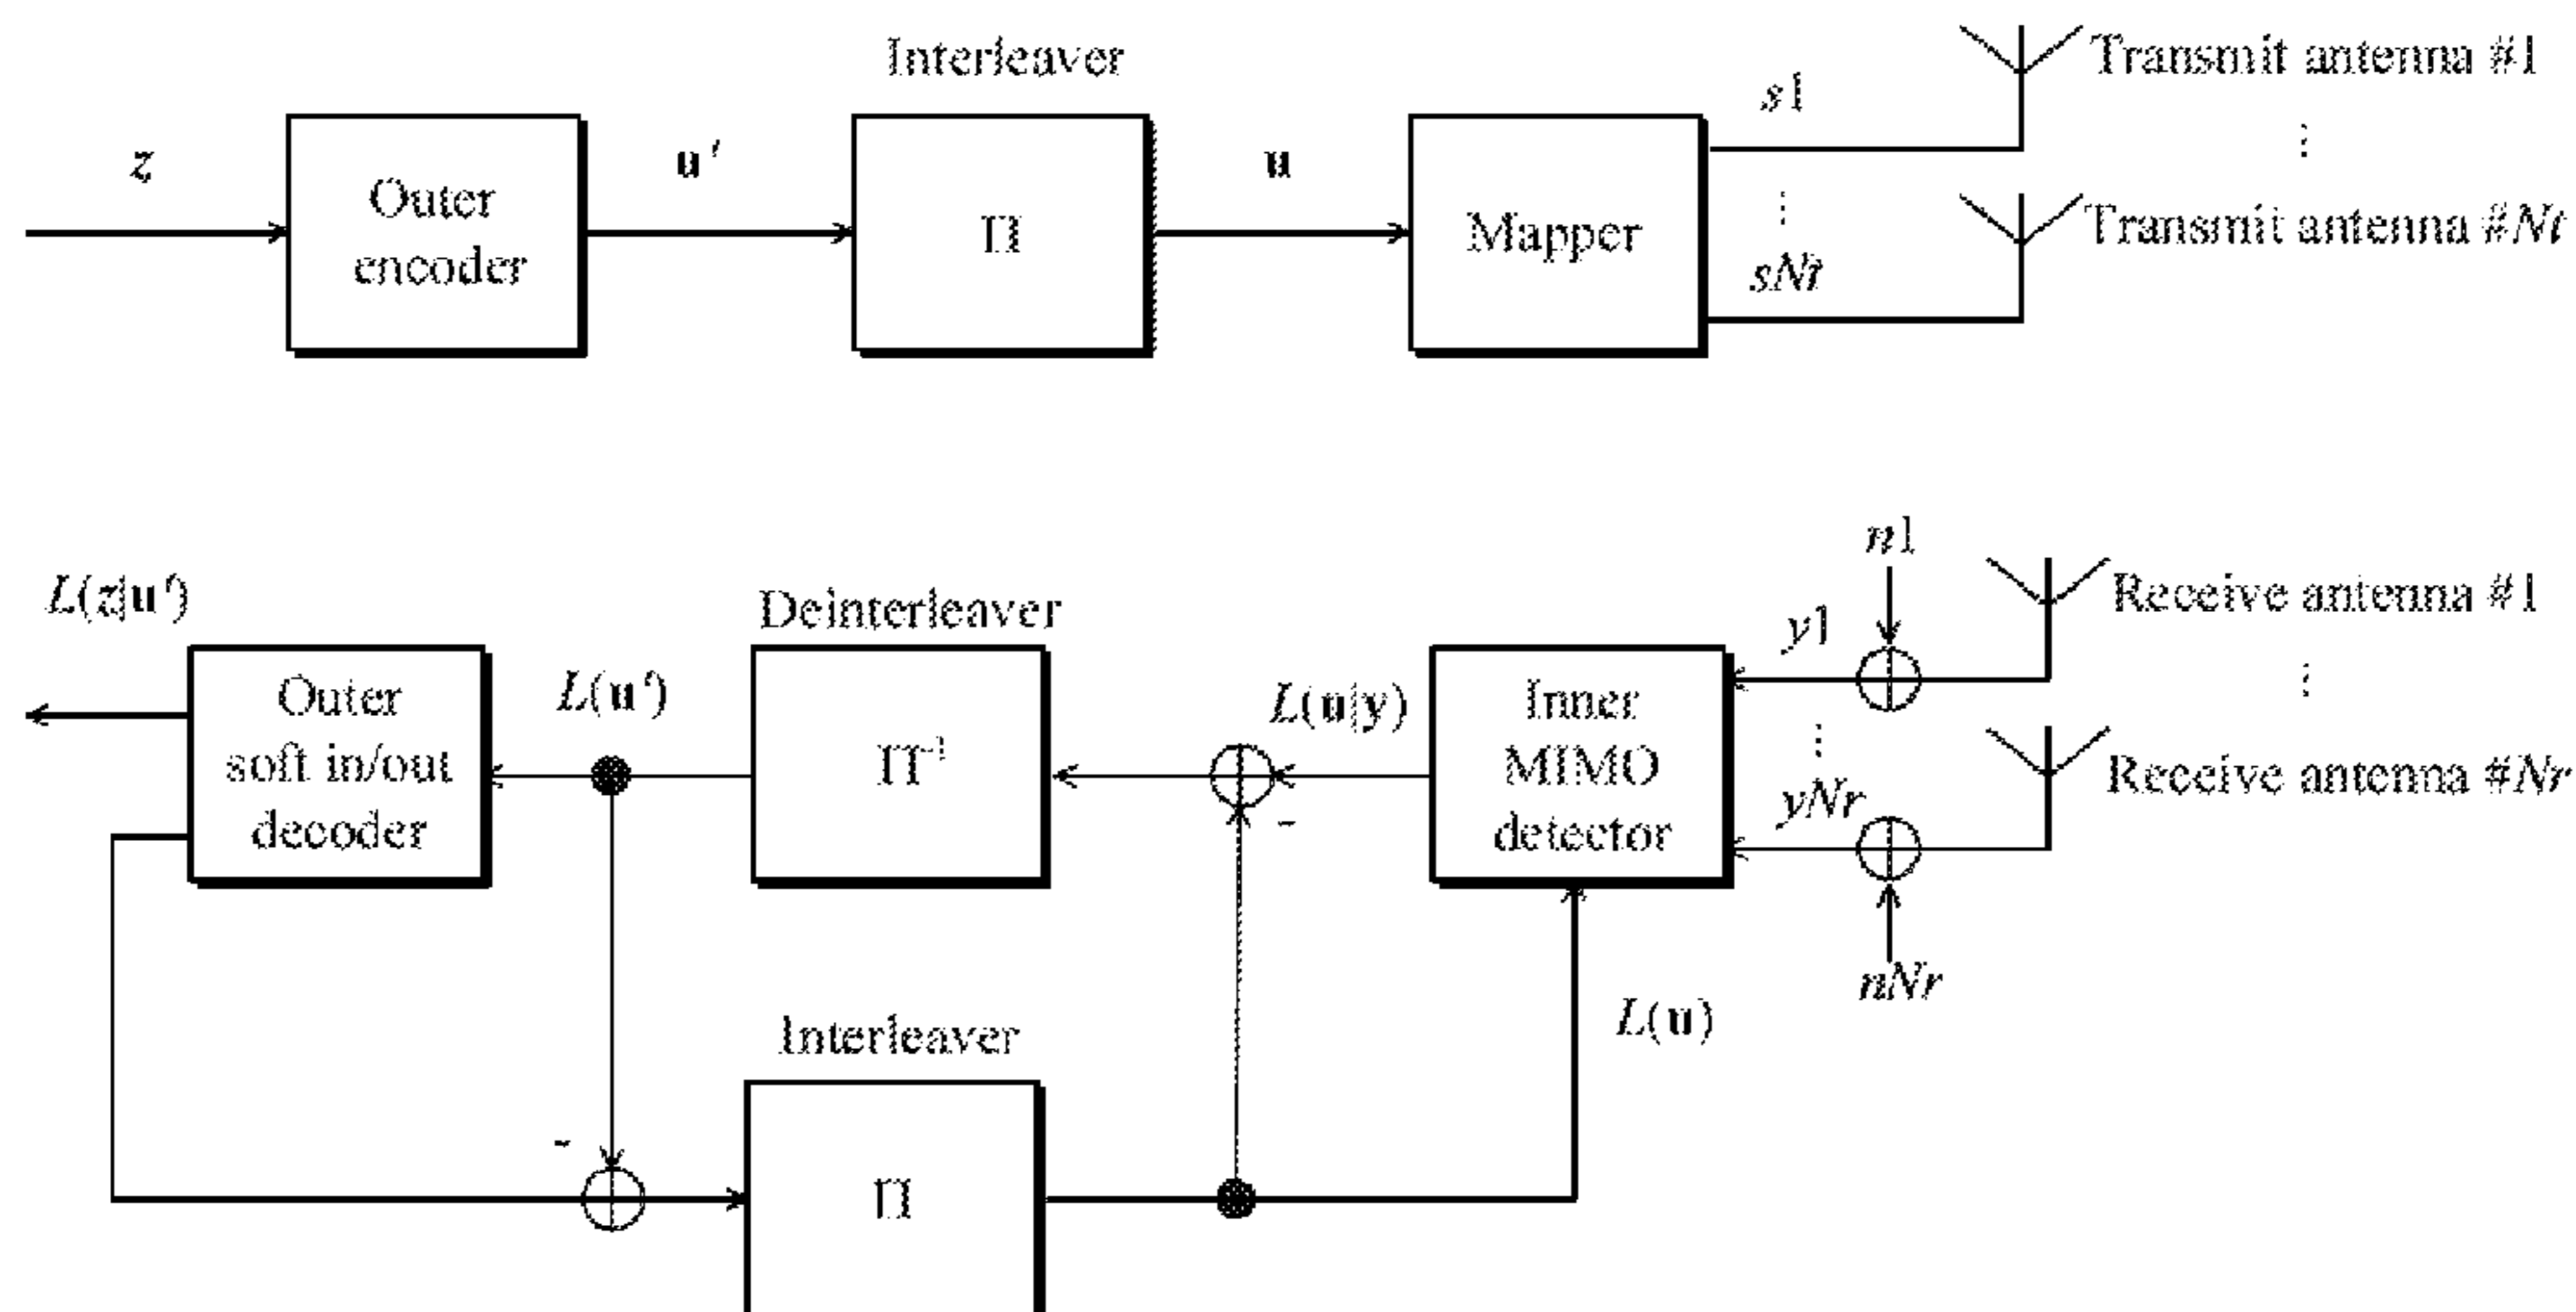 Interleaver
s1
Transmit antenna #1
⋮
z
Outer
encoder
u'
Π
u
Mapper
⋮
sNt
Transmit antenna #Nt
n1
L(z|u')
Deinterleaver
y1
Receive antenna #1
⋮
Outer
soft in/out
decoder
L(u')
Π-1
L(u|y)
-
Inner
MIMO
detector
⋮
yNr
Receive antenna #Nr
nNr
L(u)
Interleaver
-
Π